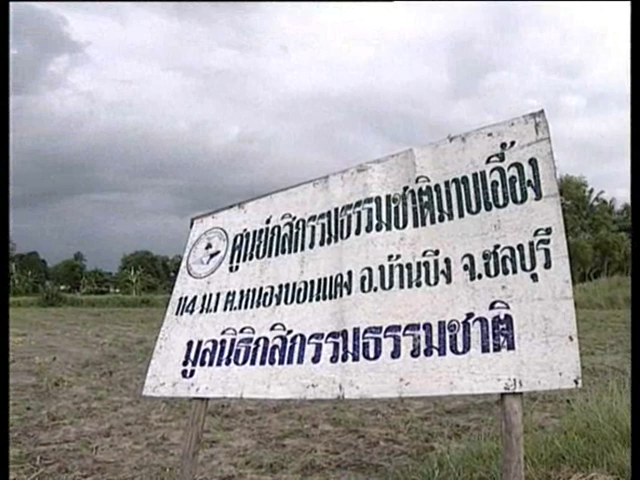 ศูนย์กสิกรรมธรรมชาติมาบเอื้อง
114 ม.1 ต.หนองบอนแดง อ.บ้านบึง จ.ชลบุรี
มูลนิธิกสิกรรมธรรมชาติ